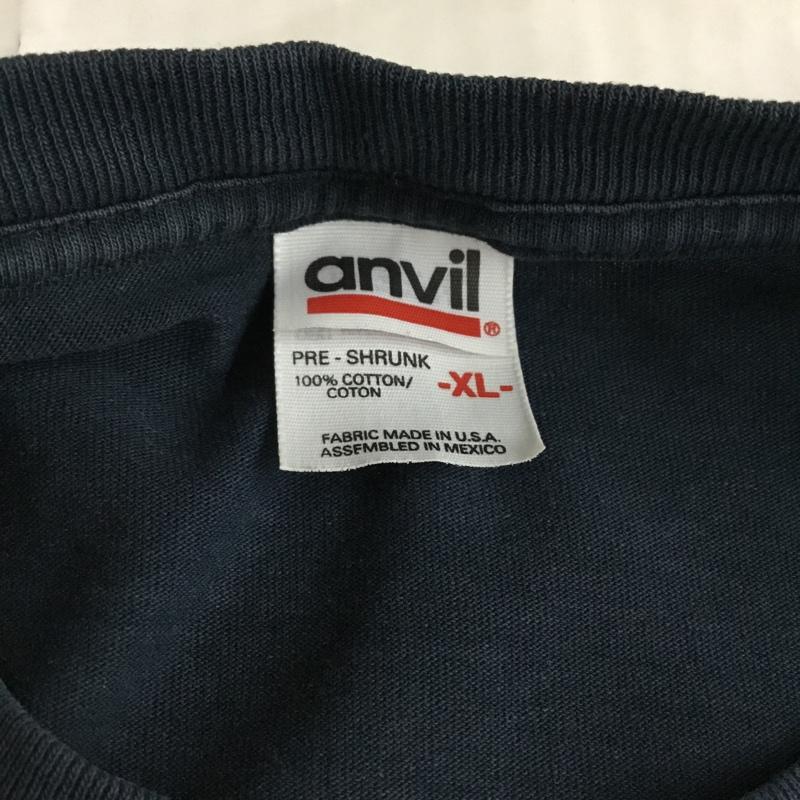 anvil®
PRE - SHRUNK
100% COTTON/
COTON
-XL-
FABRIC MADE IN U.S.A.
ASSEMBLED IN MEXICO